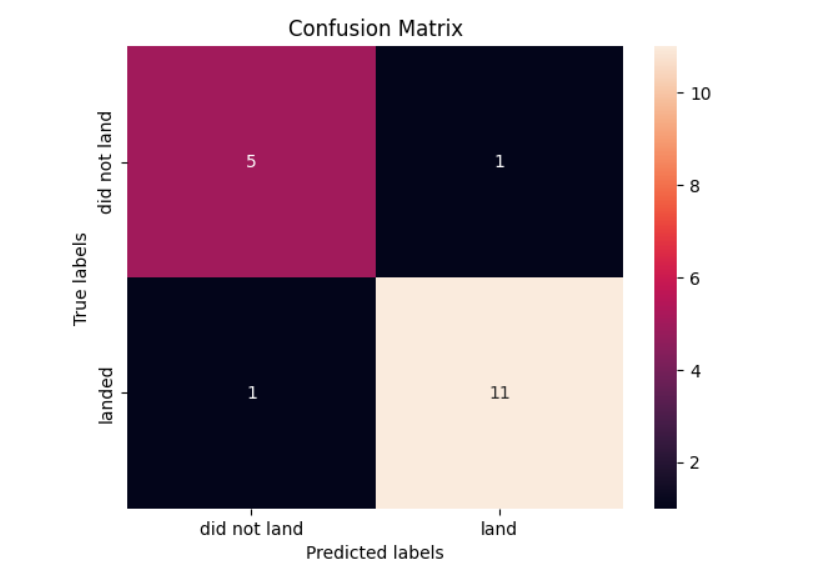 Confusion Matrix
True labels
did not land
landed
5
1
1
11
did not land
land
Predicted labels
10
8
6
4
2